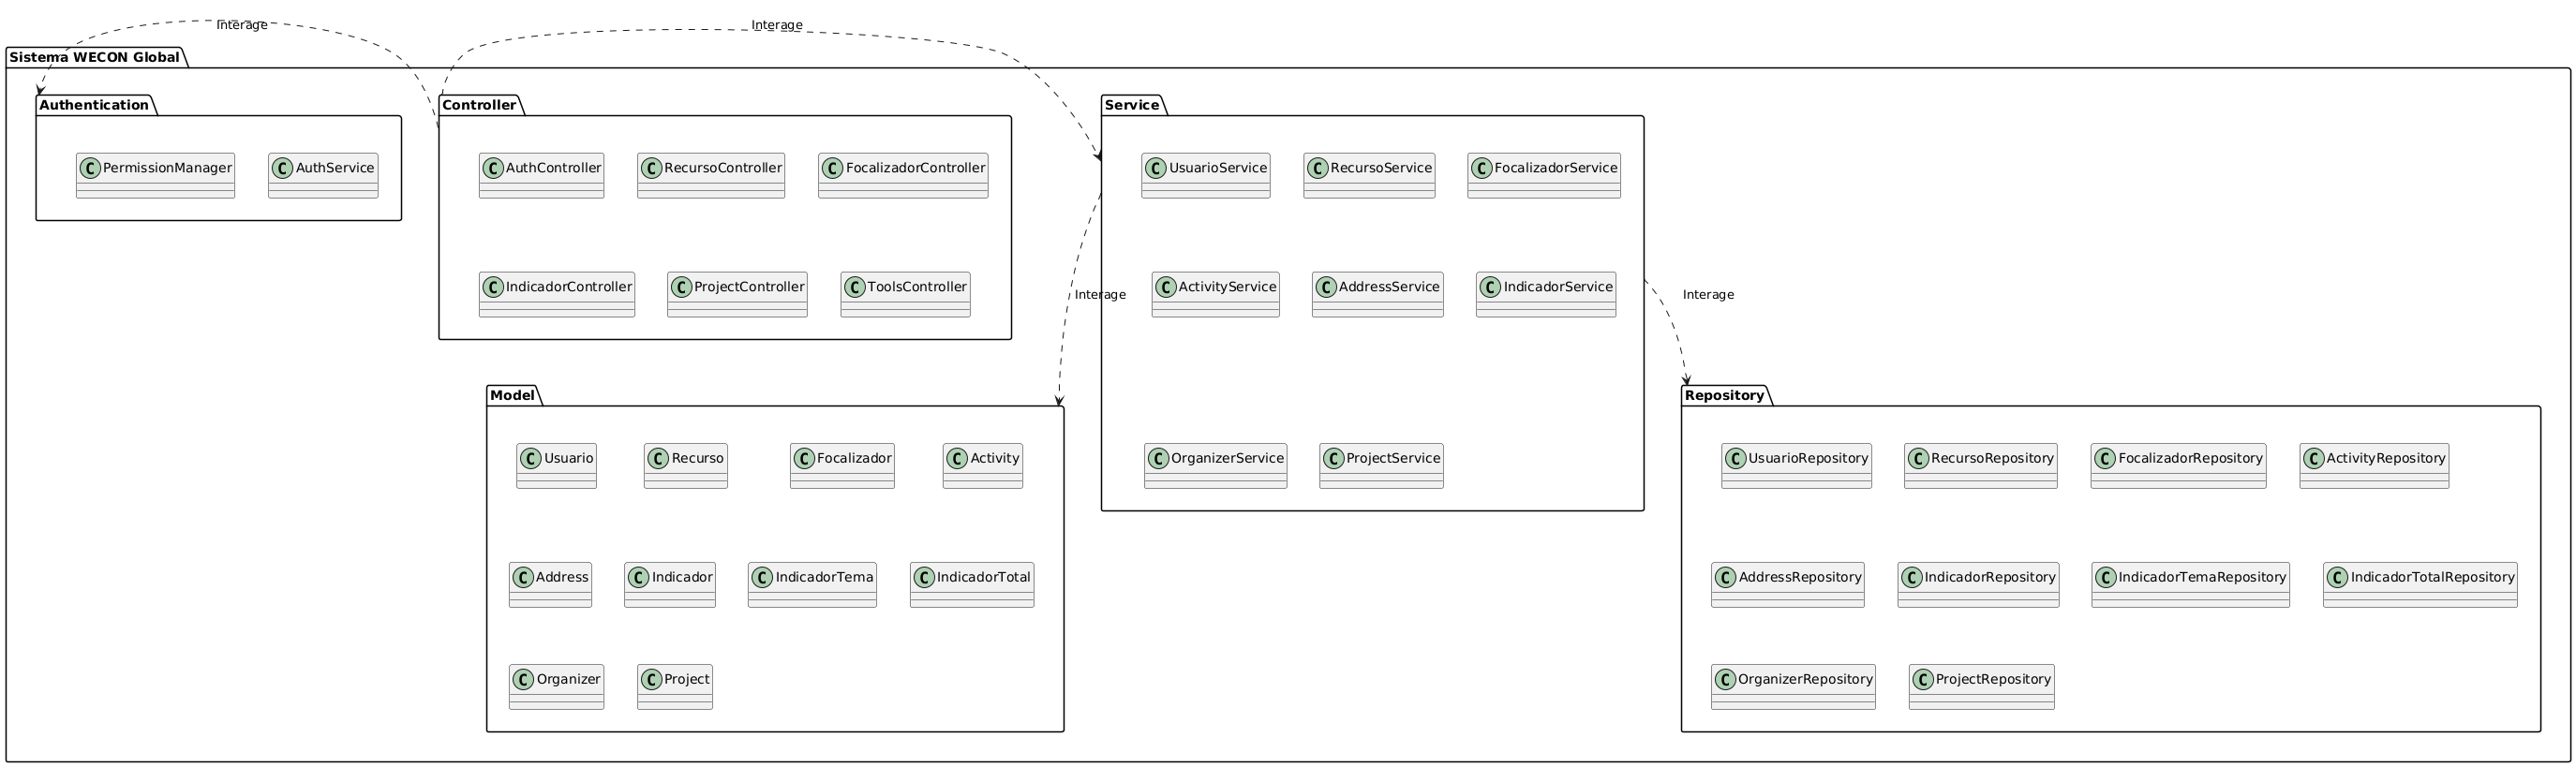 Interage
Interage
Sistema WECON Global
Authentication
C PermissionManager
C AuthService
Controller
C AuthController
C RecursoController
C FocalizadorController
C IndicadorController
C ProjectController
C ToolsController
Service
C UsuarioService
C RecursoService
C FocalizadorService
C ActivityService
C AddressService
C IndicadorService
C OrganizerService
C ProjectService
Interage
Interage
Model
C Usuario
C Recurso
C Focalizador
C Activity
C Address
C Indicador
C IndicadorTema
C IndicadorTotal
C Organizer
C Project
Repository
C UsuarioRepository
C RecursoRepository
C FocalizadorRepository
C ActivityRepository
C AddressRepository
C IndicadorRepository
C IndicadorTemaRepository
C IndicadorTotalRepository
C OrganizerRepository
C ProjectRepository